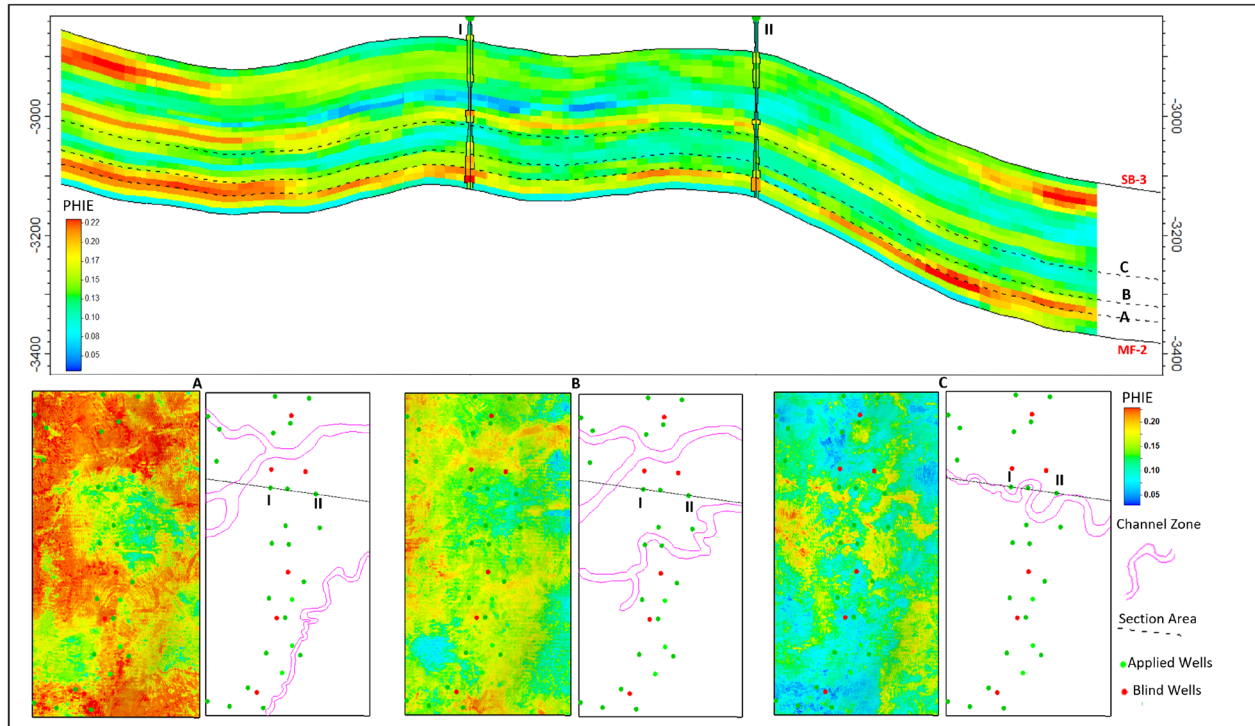 I II
-3000 -3000
SB-3
PHIE
0.22
0.20
0.17
0.15
0.13
0.10
0.08
0.05
-3200 -3200
C
B
A
MF-2
-3400 -3400
A B C
I II
I II
I II
PHIE
0.20
0.15
0.10
0.05
Channel Zone
Section Area
Applied Wells
Blind Wells